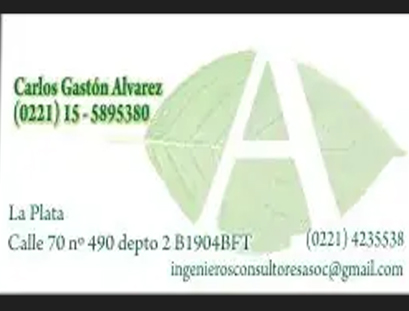 Carlos Gastón Alvarez
(0221) 15 - 5895380
A
La Plata
Calle 70 nº 490 depto 2 B1904BFT
(0221) 4235538
ingenierosconsultoresasoc@gmail.com